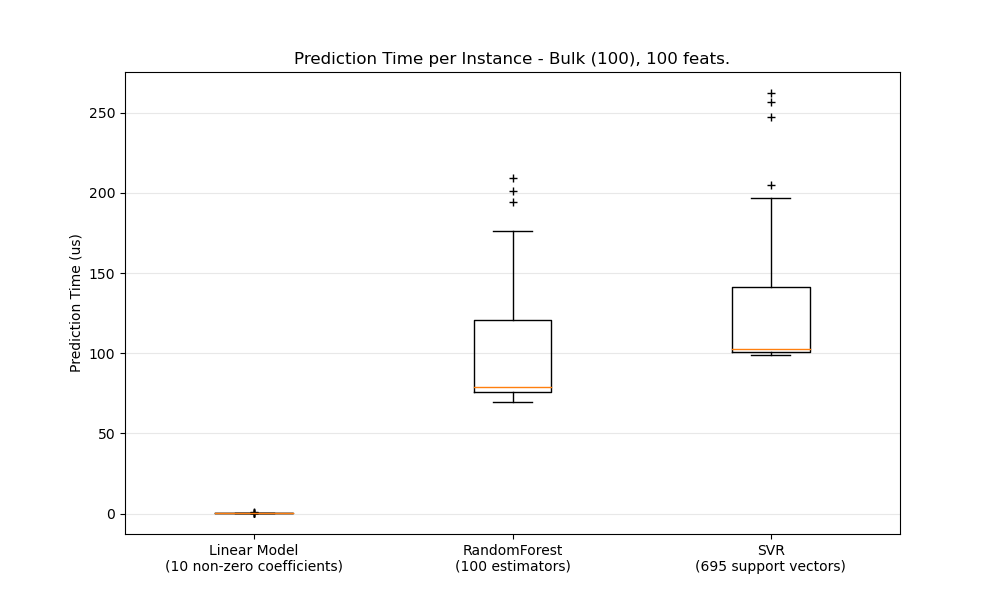 Prediction Time per Instance - Bulk (100), 100 feats.
Prediction Time (us)
250
200
150
100
50
0
Linear Model
(10 non-zero coefficients)
RandomForest
(100 estimators)
SVR
(695 support vectors)